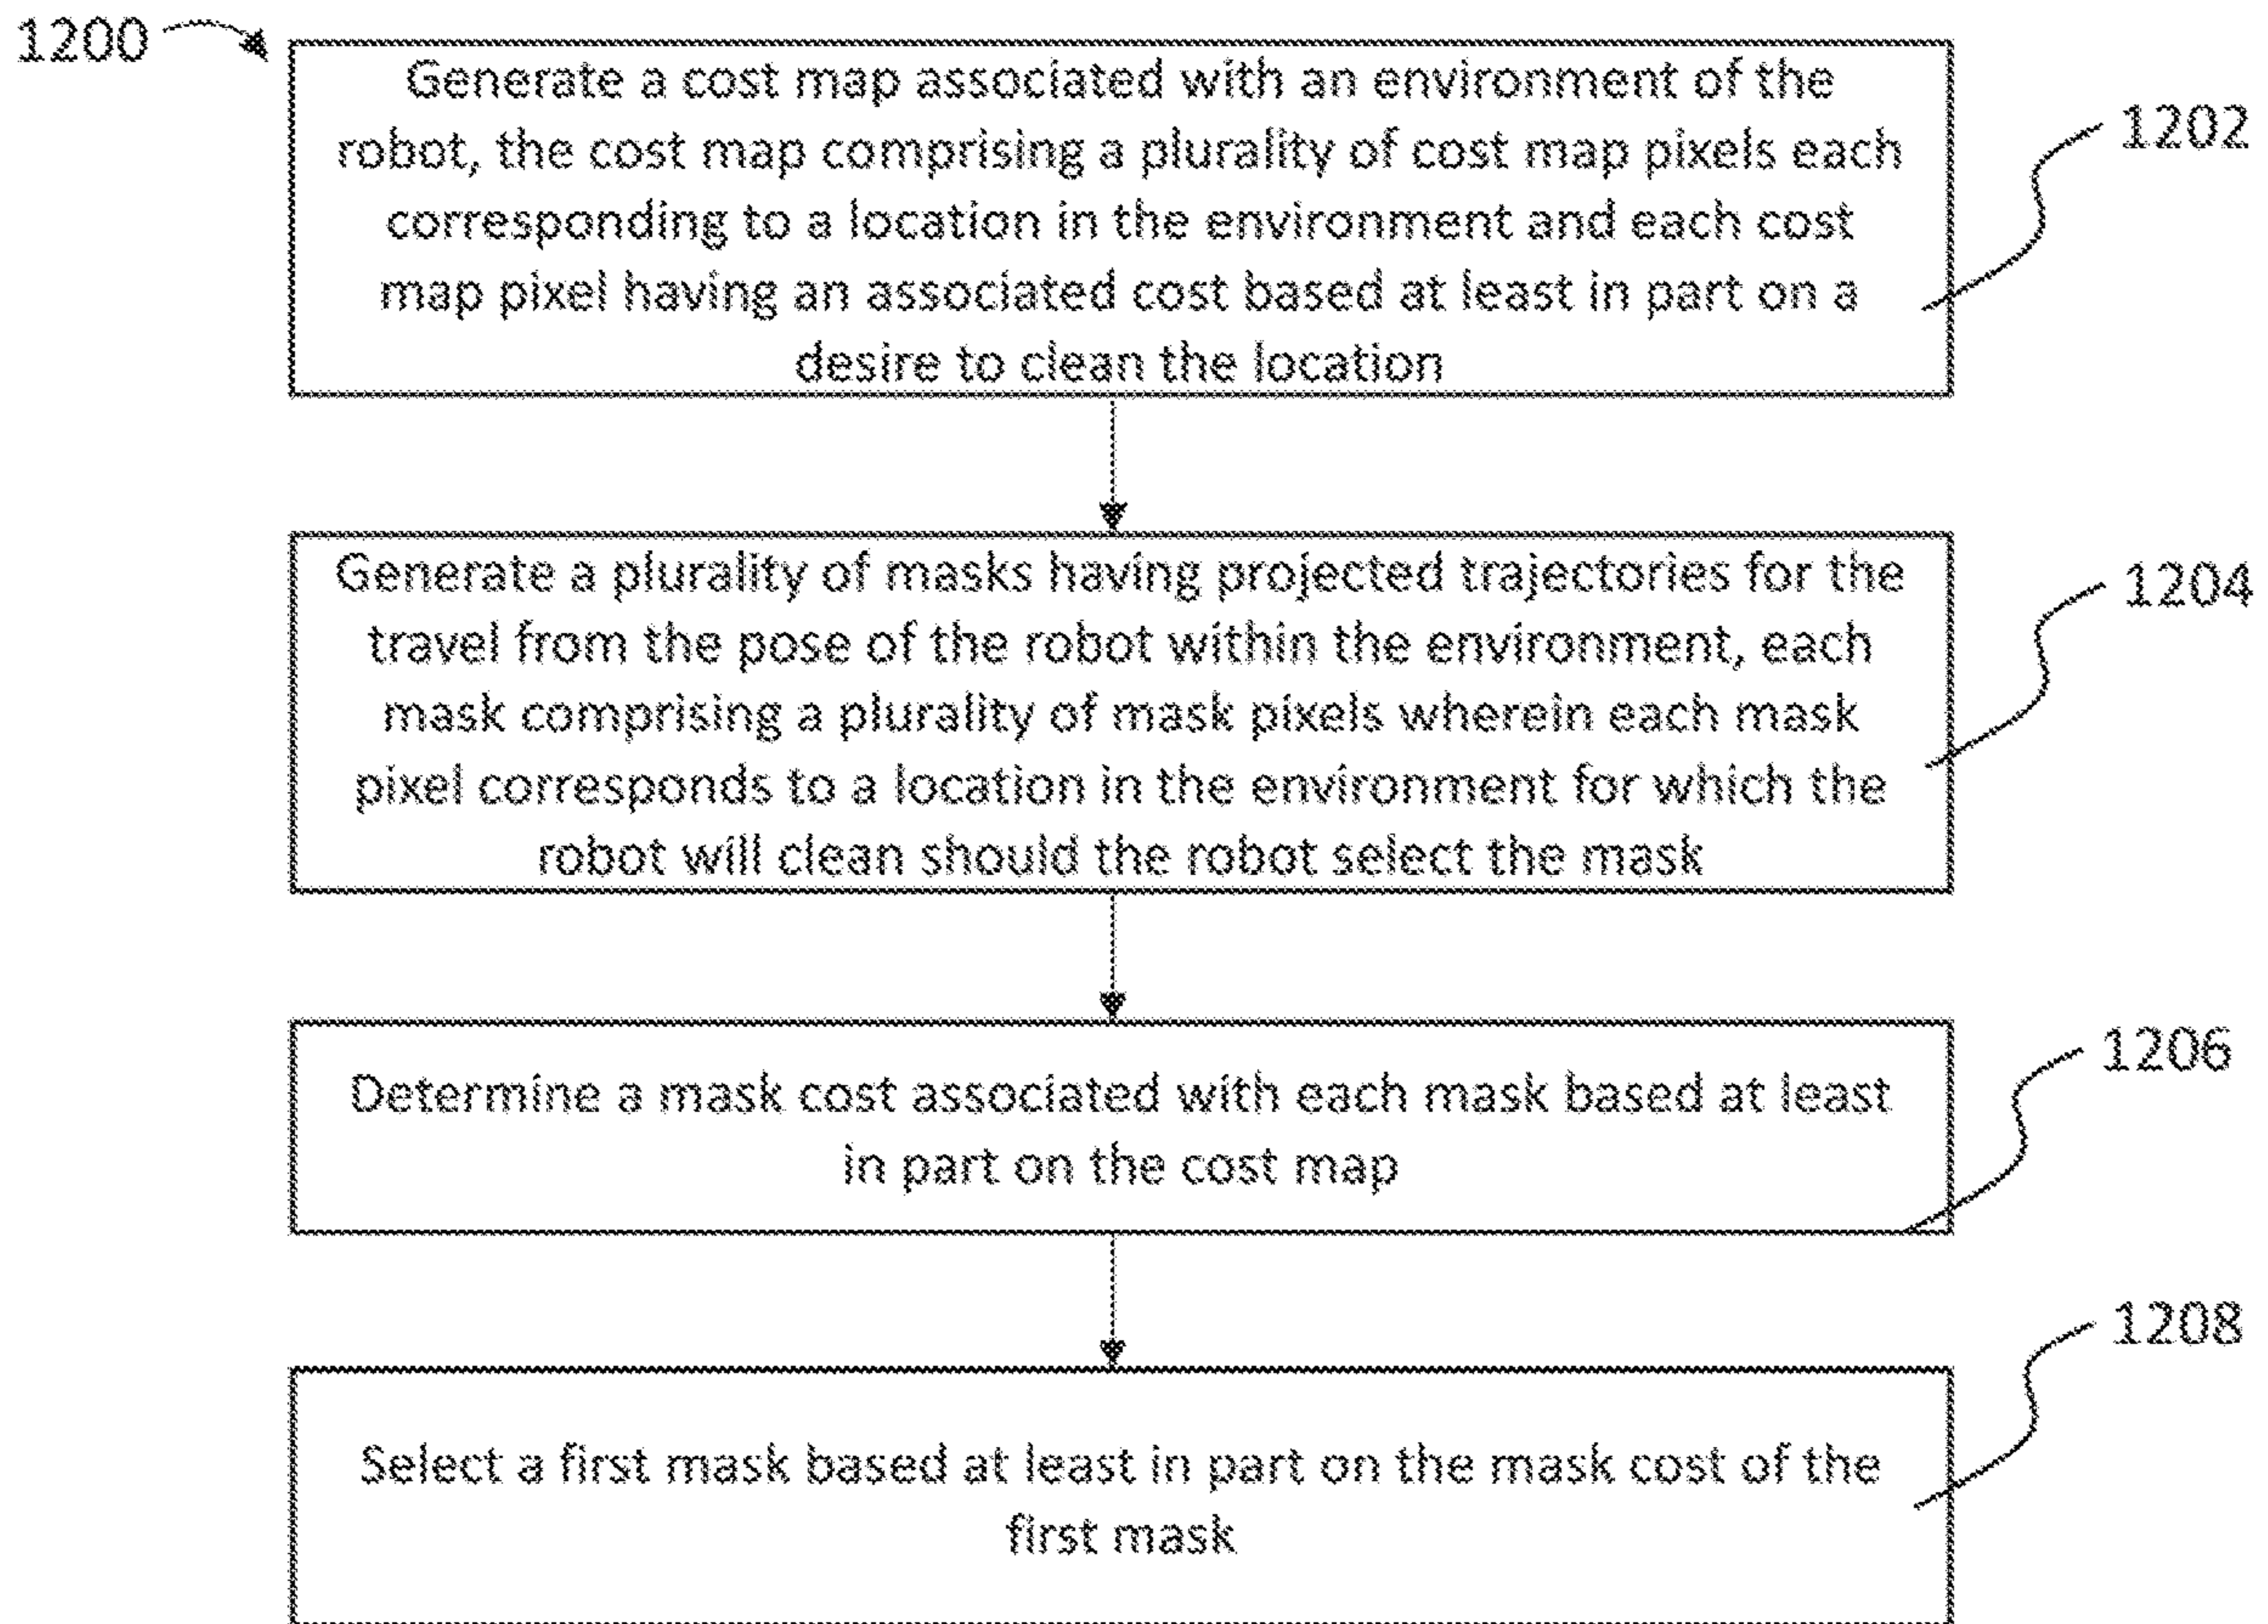 1200
Generate a cost map associated with an environment of the
robot, the cost map comprising a plurality of cost map pixels each
corresponding to a location in the environment and each cost
map pixel having an associated cost based at least in part on a
desire to clean the location
1202
Generate a plurality of masks having projected trajectories for the
travel from the pose of the robot within the environment, each
mask comprising a plurality of mask pixels wherein each mask
pixel corresponds to a location in the environment for which the
robot will clean should the robot select the mask
1204
Determine a mask cost associated with each mask based at least
in part on the cost map
1206
Select a first mask based at least in part on the mask cost of the
first mask
1208